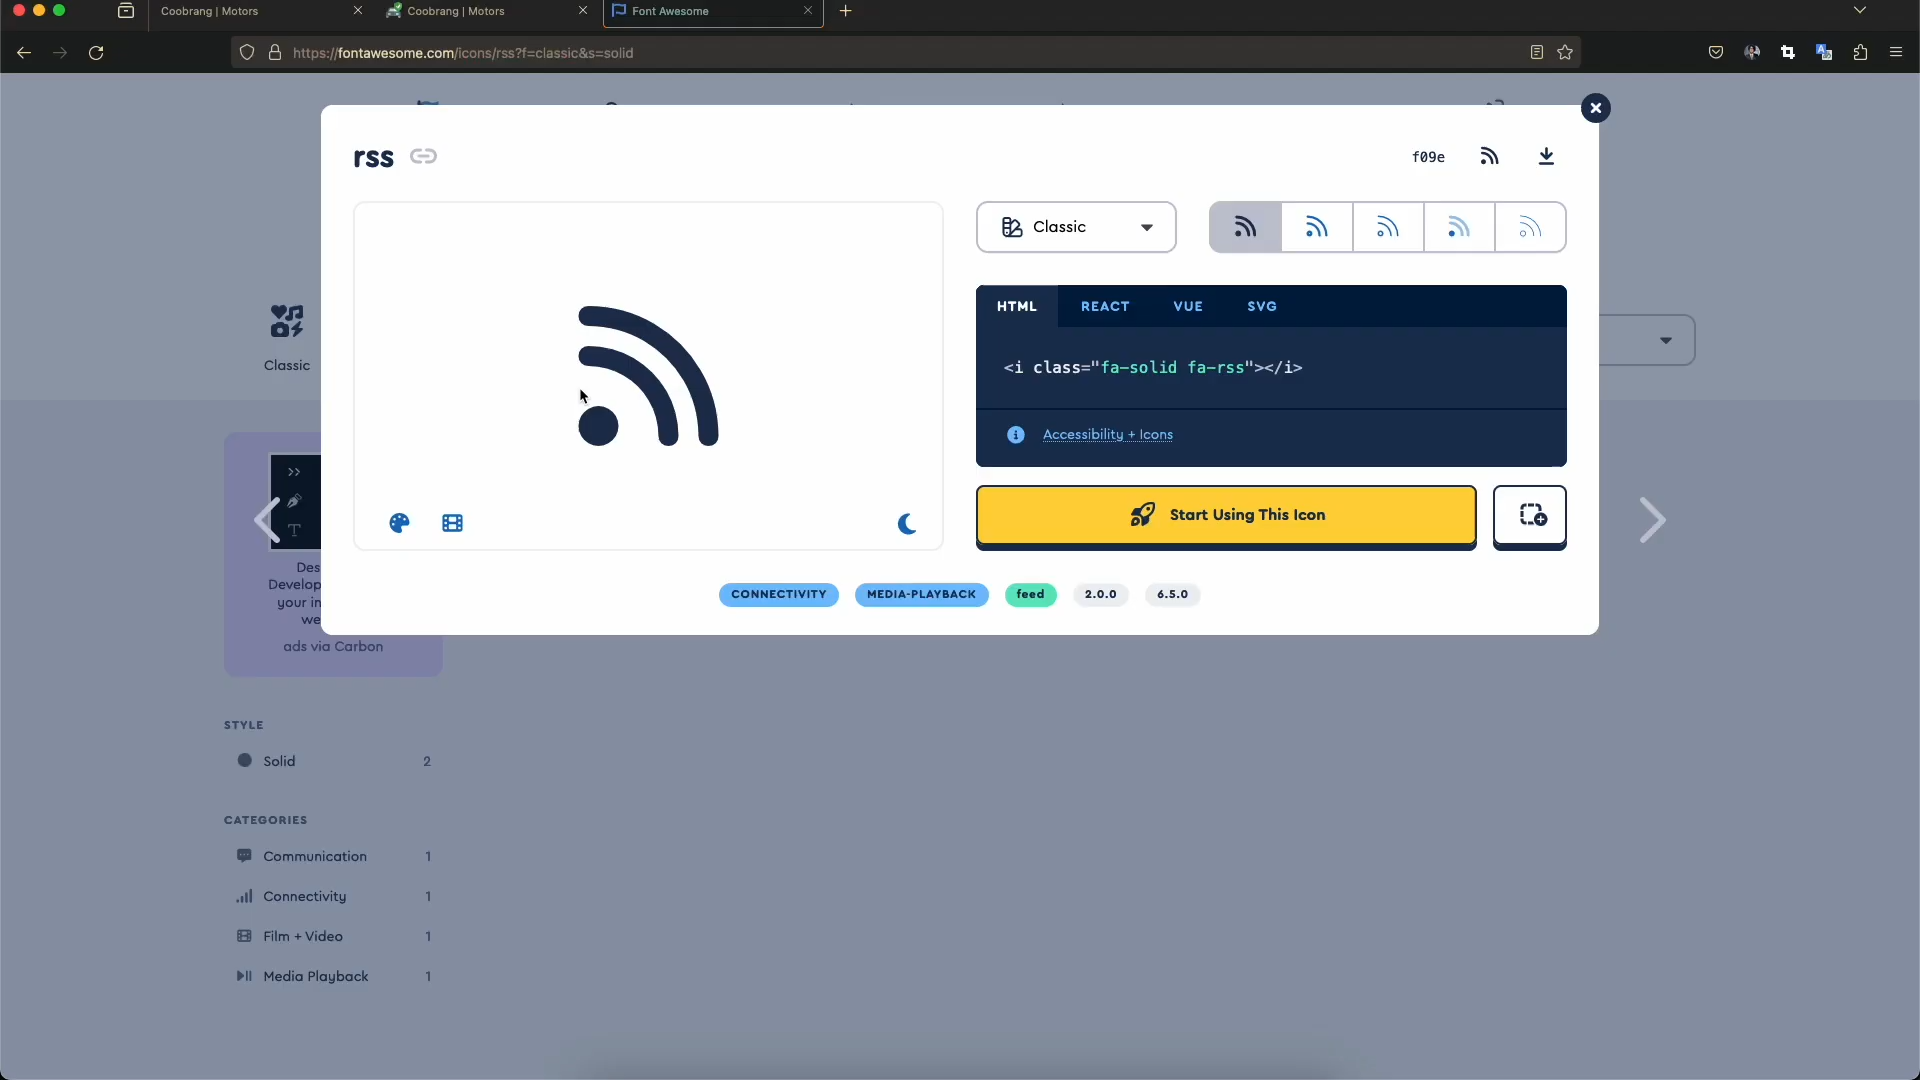 Coobrang | Motors
Coobrang | Motors
Font Awesome
https://fontawesome.com/icons/rss?f=classic&s=solid
rss
f09e
Classic
HTML
REACT
VUE
SVG
<i class="fa-solid fa-rss"></i>
Accessibility + Icons
Start Using This Icon
CONNECTIVITY
MEDIA-PLAYBACK
feed
2.0.0
6.5.0
Classic
T
Des
Develop
your in
we
ads via Carbon
STYLE
Solid 2
CATEGORIES
Communication 1
Connectivity 1
Film + Video 1
Media Playback 1